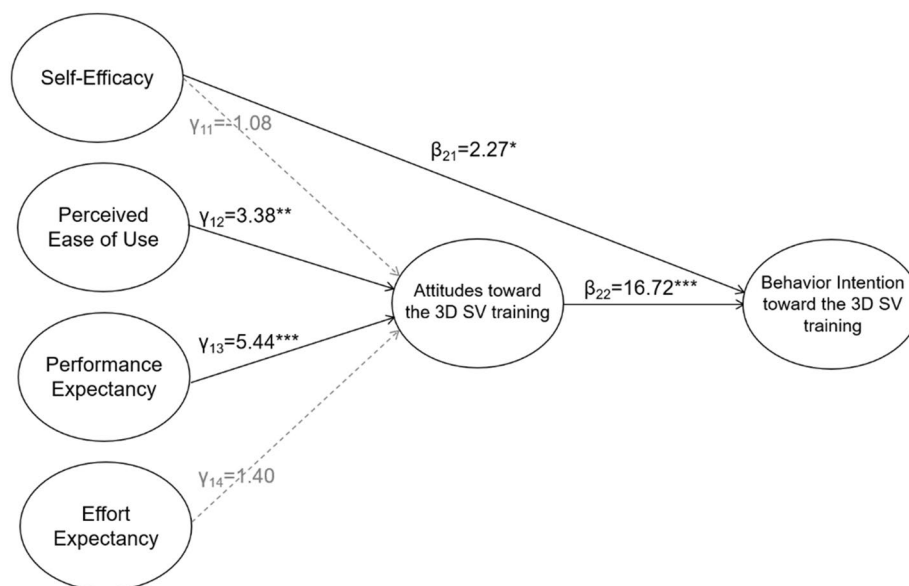 Self-Efficacy
γ11=-1.08
β21=2.27*
Perceived
Ease of Use
γ12=3.38**
Attitudes toward
the 3D SV training
β22=16.72***
Behavior Intention
toward the 3D SV
training
γ13=5.44***
Performance
Expectancy
γ14=1.40
Effort
Expectancy